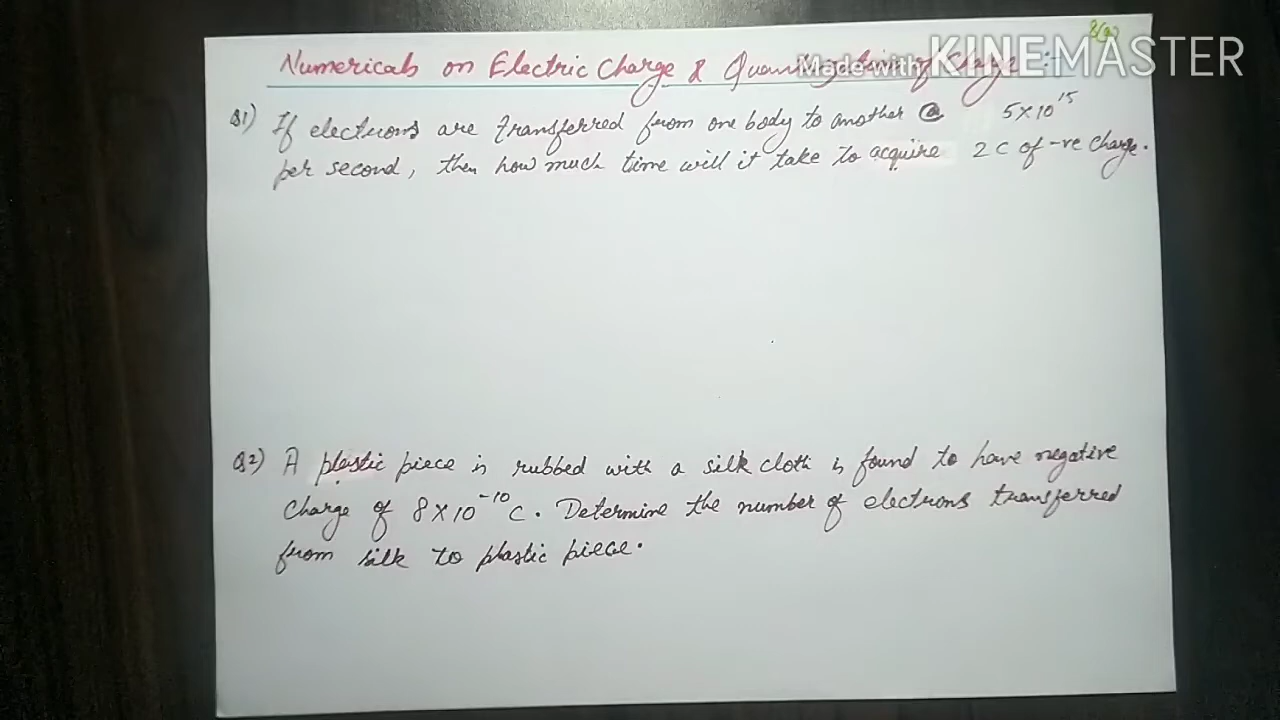 8(a)
Numericals on Electric Charge & Quantization of Charge :-
Made with KINEMASTER
Q1) If electrons are transferred from one body to another @ 5×10¹⁵
per second, then how much time will it take to acquire 2 C of -ve charge.
Q2) A plastic piece is rubbed with a silk cloth is found to have negative
charge of 8×10⁻¹⁰ C. Determine the number of electrons transferred
from silk to plastic piece.